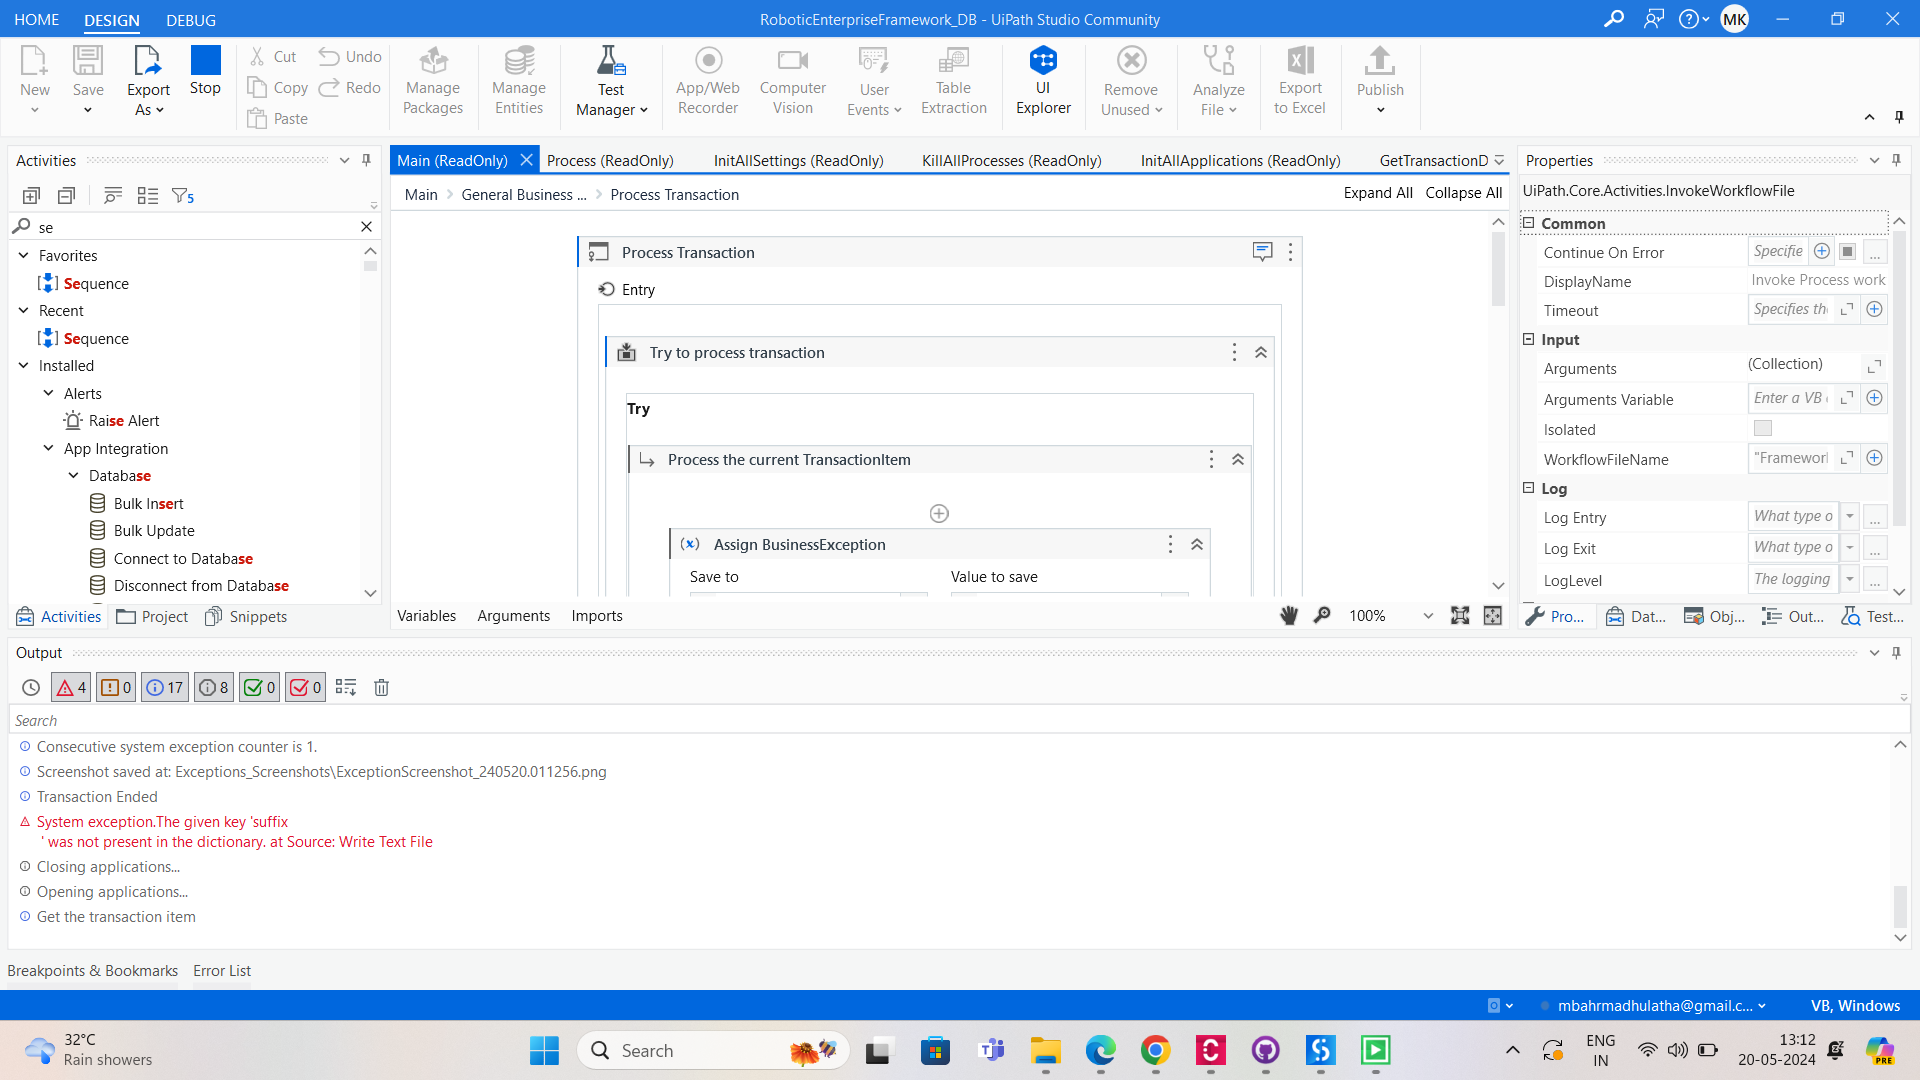 HOME DESIGN DEBUG
RoboticEnterpriseFramework_DB - UiPath Studio Community
MK
New
Save
Export As
Stop
Cut
Copy
Paste
Undo
Redo
Manage Packages
Manage Entities
Test Manager
App/Web Recorder
Computer Vision
User Events
Table Extraction
UI Explorer
Remove Unused
Analyze File
Export to Excel
Publish
Activities
5
se
Favorites
Sequence
Recent
Sequence
Installed
Alerts
Raise Alert
App Integration
Database
Bulk Insert
Bulk Update
Connect to Database
Disconnect from Database
Activities Project Snippets
Main (ReadOnly) Process (ReadOnly) InitAllSettings (ReadOnly) KillAllProcesses (ReadOnly) InitAllApplications (ReadOnly) GetTransactionD
Main > General Business ... > Process Transaction
Expand All Collapse All
Process Transaction
Entry
Try to process transaction
Try
Process the current TransactionItem
(x) Assign BusinessException
Save to Value to save
Variables Arguments Imports
100%
Properties
UiPath.Core.Activities.InvokeWorkflowFile
Common
Continue On Error Specifie ...
DisplayName Invoke Process work
Timeout Specifies th
Input
Arguments (Collection)
Arguments Variable Enter a VB
Isolated
WorkflowFileName "Framework
Log
Log Entry What type o ...
Log Exit What type o ...
LogLevel The logging ...
Pro... Dat... Obj... Out... Test...
Output
4 0 17 8 0 0
Search
Consecutive system exception counter is 1.
Screenshot saved at: Exceptions_Screenshots\ExceptionScreenshot_240520.011256.png
Transaction Ended
System exception.The given key 'suffix
' was not present in the dictionary. at Source: Write Text File
Closing applications...
Opening applications...
Get the transaction item
Breakpoints & Bookmarks Error List
mbahrmadhulatha@gmail.c...
VB, Windows
32°C
Rain showers
Search
ENG
IN
13:12
20-05-2024
PRE